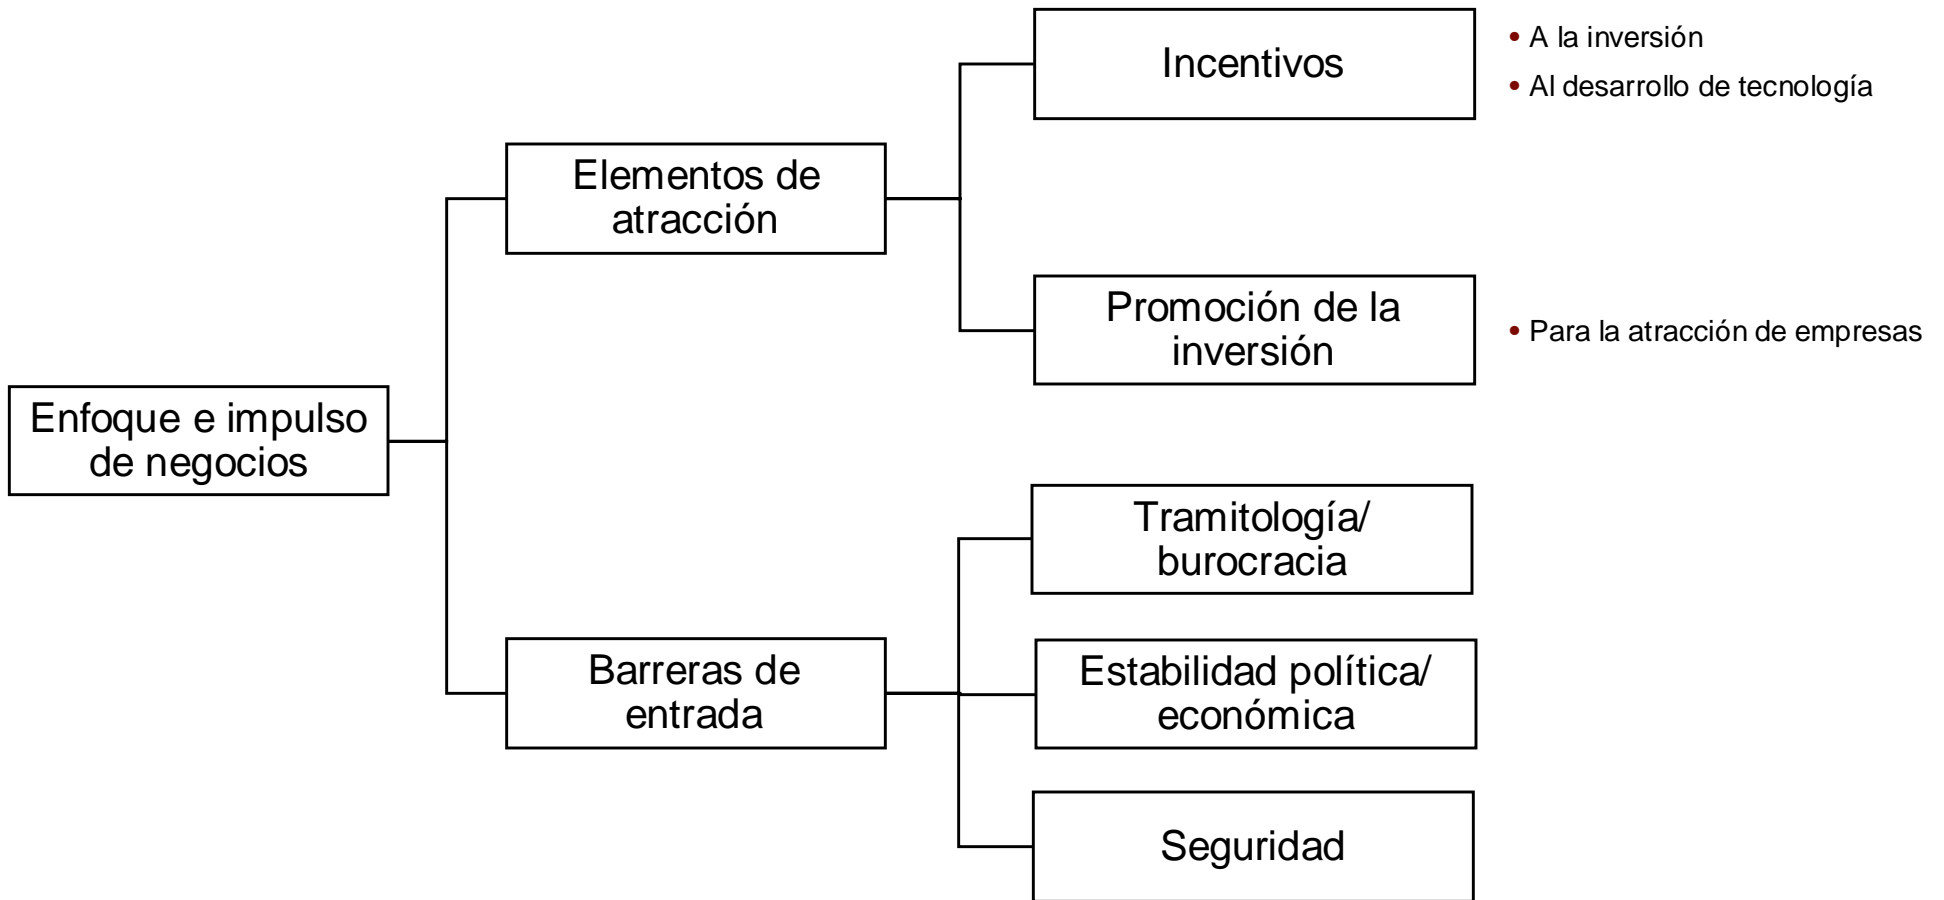 Incentivos
• A la inversión
• Al desarrollo de tecnología
Elementos de
atracción
Promoción de la
inversión
• Para la atracción de empresas
Enfoque e impulso
de negocios
Tramitología/
burocracia
Barreras de
entrada
Estabilidad política/
económica
Seguridad